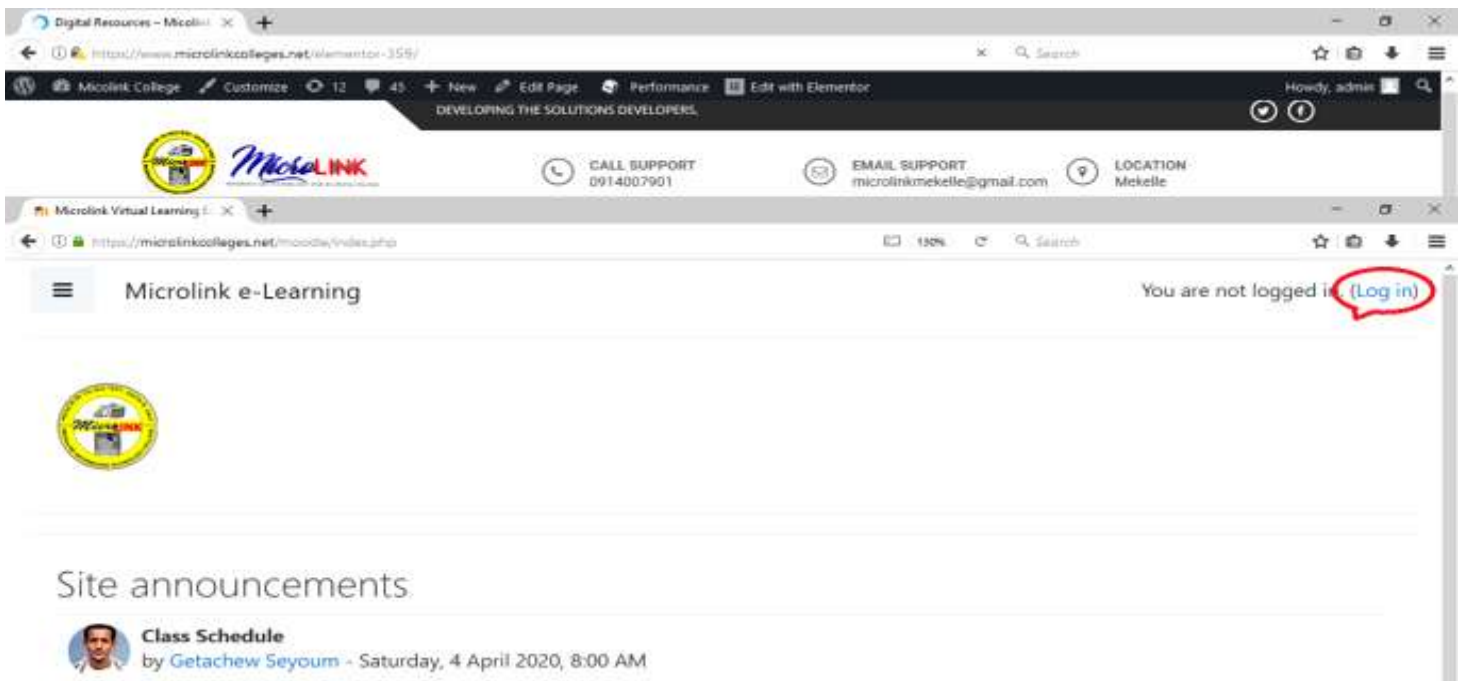 Digital Resources – Micolin
https://www.microlinkcolleges.net/elementor-359/
Search
Micolink College Customize 12 45 + New Edit Page Performance Edit with Elementor Howdy, admin
DEVELOPING THE SOLUTIONS DEVELOPERS.
MicroLINK
CALL SUPPORT
0914007901
EMAIL SUPPORT
microlinkmekelle@gmail.com
LOCATION
Mekelle
Microlink Virtual Learning E
https://microlinkcolleges.net/moodle/index.php
130% Search
Microlink e-Learning
You are not logged in. (Log in)
MicroLINK
Site announcements
Class Schedule
by Getachew Seyoum - Saturday, 4 April 2020, 8:00 AM